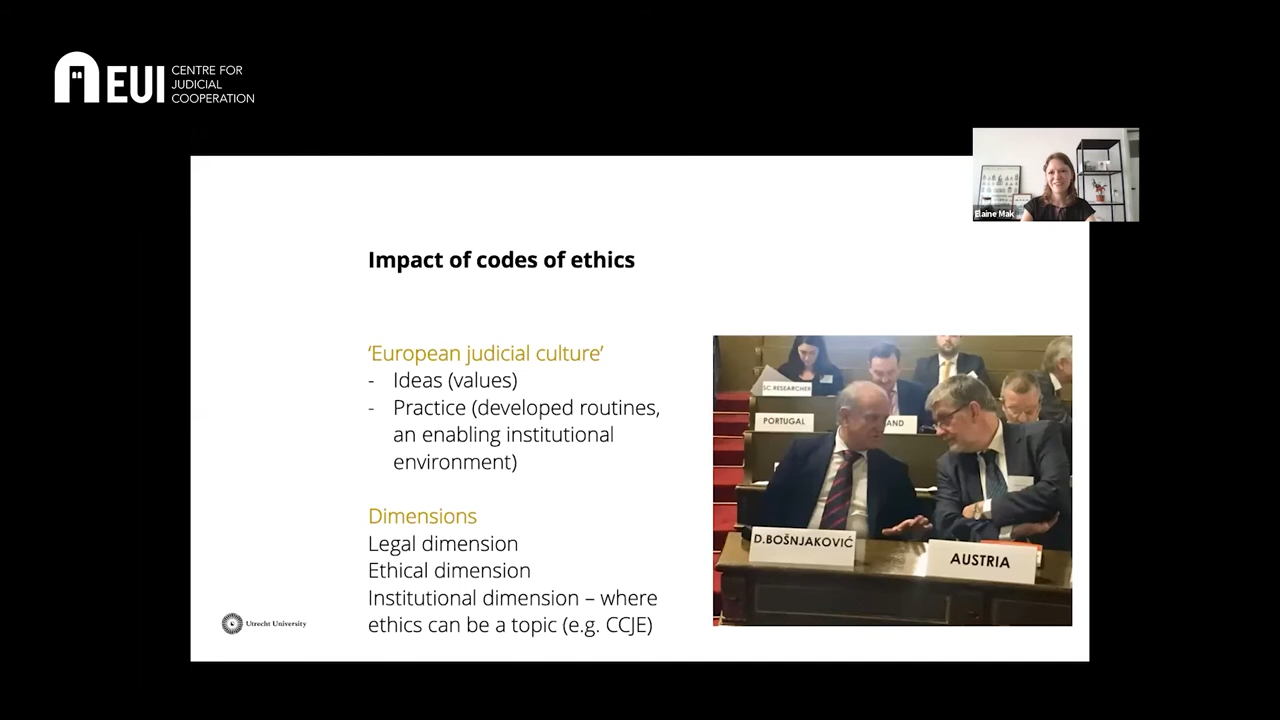 EUI
CENTRE FOR
JUDICIAL
COOPERATION
Elaine Mak
Impact of codes of ethics
‘European judicial culture’
- Ideas (values)
- Practice (developed routines,
an enabling institutional
environment)
Dimensions
Legal dimension
Ethical dimension
Institutional dimension – where
ethics can be a topic (e.g. CCJE)
Utrecht University
SC. RESEARCHER
PORTUGAL
AND
D.BOŠNJAKOVIĆ
AUSTRIA